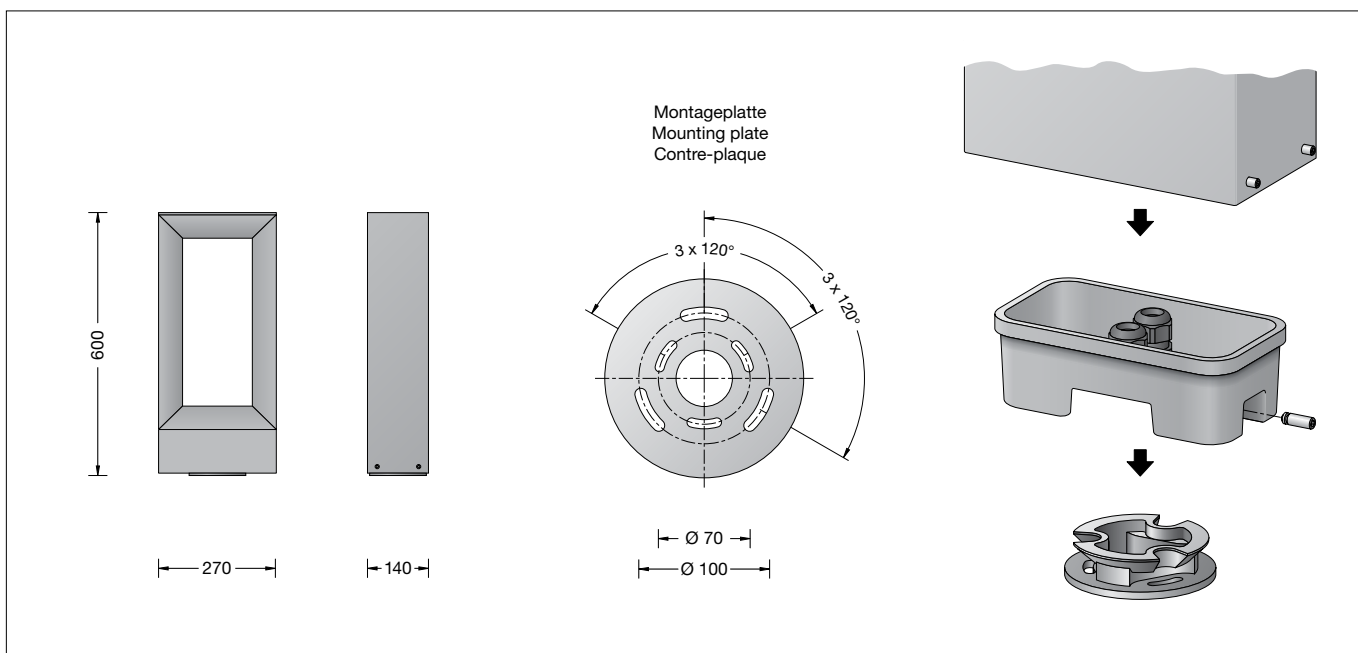 Montageplatte
Mounting plate
Contre-plaque
3 x 120°
3 x 120°
600
Ø 70
270
140
Ø 100